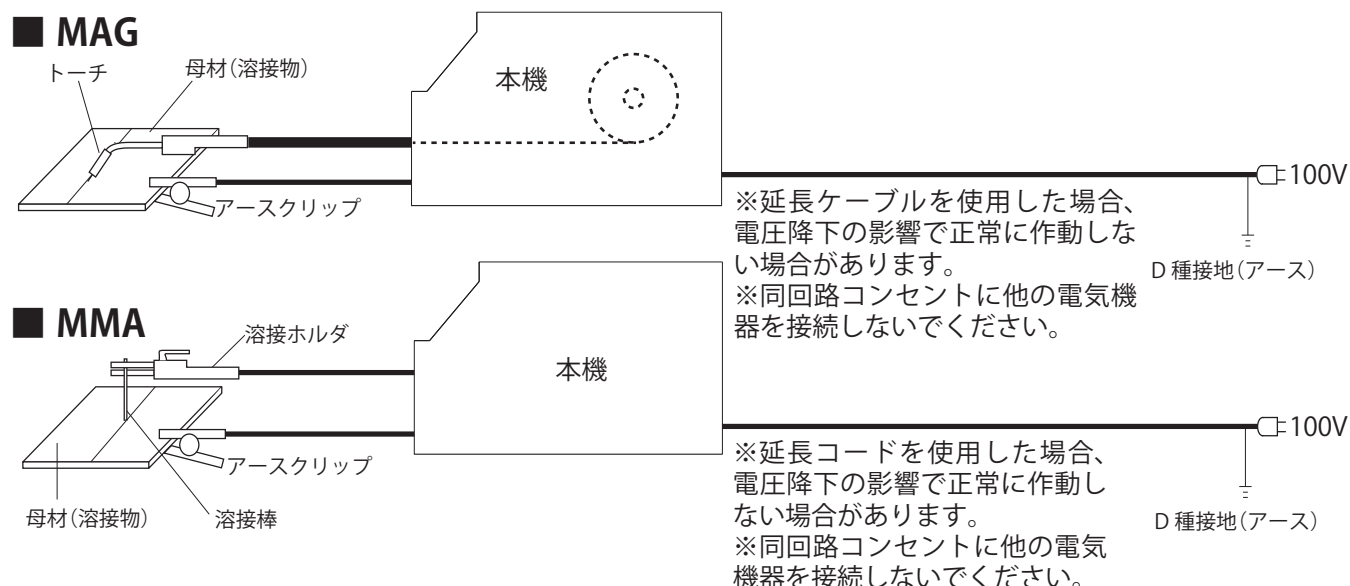 ■ MAG
トーチ
母材(溶接物)
本機
アースクリップ
100V
※延長ケーブルを使用した場合、
電圧降下の影響で正常に作動しな
い場合があります。
※同回路コンセントに他の電気機
器を接続しないでください。
D 種接地(アース)
■ MMA
溶接ホルダ
本機
アースクリップ
母材(溶接物)
溶接棒
100V
※延長コードを使用した場合、
電圧降下の影響で正常に作動し
ない場合があります。
※同回路コンセントに他の電気
機器を接続しないでください。
D 種接地(アース)